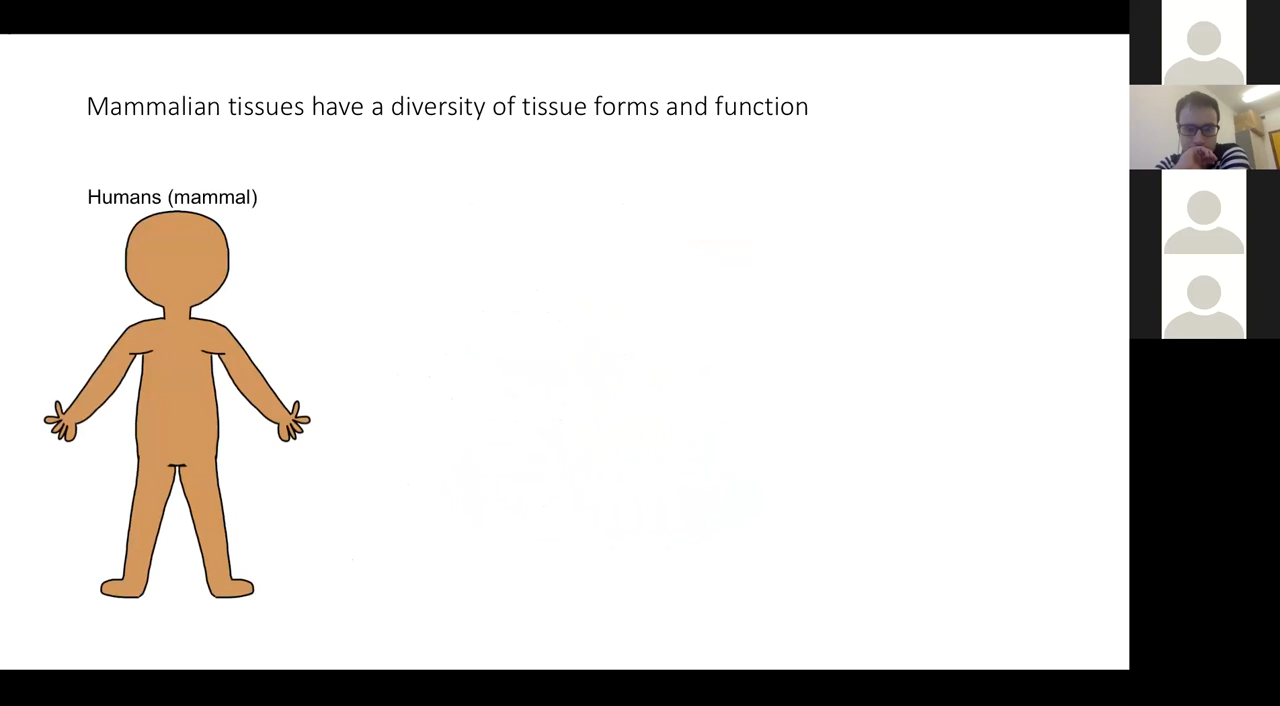 Mammalian tissues have a diversity of tissue forms and function
Humans (mammal)